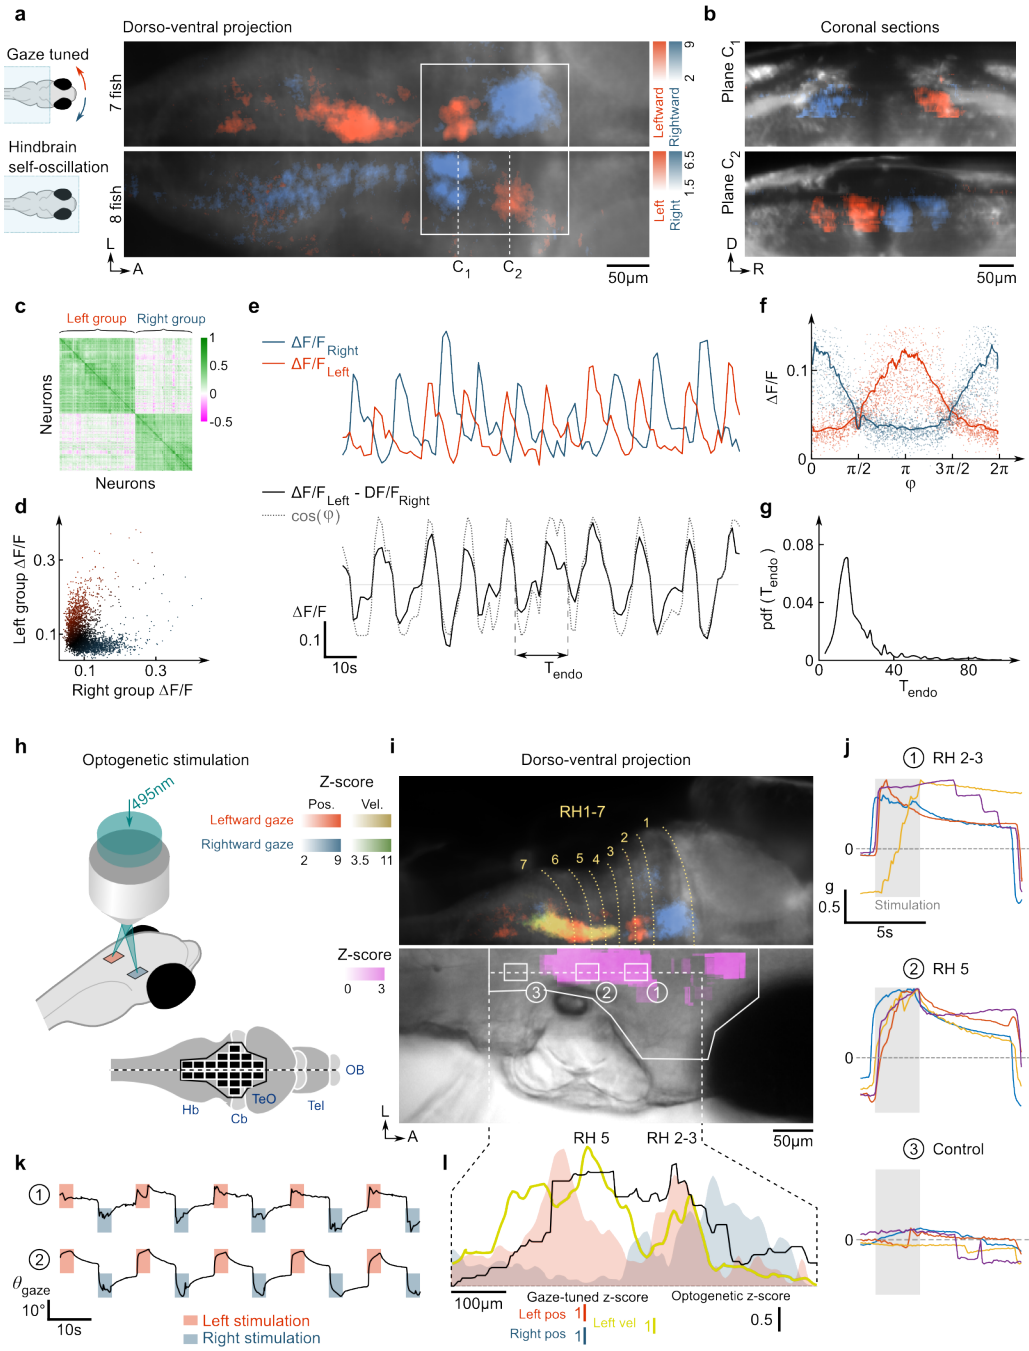 a
Dorso-ventral projection
b
Coronal sections
Gaze tuned
7 fish
9
2
Leftward
Rightward
Plane C1
Hindbrain
self-oscillation
8 fish
6.5
1.5
Left
Right
Plane C2
L
A
C1
C2
50µm
D
R
50µm
c
Left group
Right group
Neurons
Neurons
1
0.5
0
-0.5
d
Left group ΔF/F
0.3
0.1
0.1
0.3
Right group ΔF/F
e
ΔF/FRight
ΔF/FLeft
ΔF/FLeft - DF/FRight
cos(φ)
ΔF/F
0.1
10s
Tendo
f
ΔF/F
0.1
0
0
π/2
π
3π/2
2π
φ
g
pdf (Tendo)
0.08
0.04
0
0
40
80
Tendo
h
Optogenetic stimulation
495nm
Z-score
Pos.
Vel.
Leftward gaze
Rightward gaze
2
9
3.5
11
Z-score
0
3
Hb
Cb
TeO
Tel
OB
i
Dorso-ventral projection
RH1-7
7
6
5
4
3
2
1
3
2
1
L
A
50µm
j
1 RH 2-3
0
g
0.5
5s
Stimulation
2 RH 5
0
3 Control
0
k
1
2
θgaze
10°
10s
Left stimulation
Right stimulation
l
RH 5
RH 2-3
100µm
Gaze-tuned z-score
Left pos 1
Right pos 1
Left vel 1
Optogenetic z-score
0.5